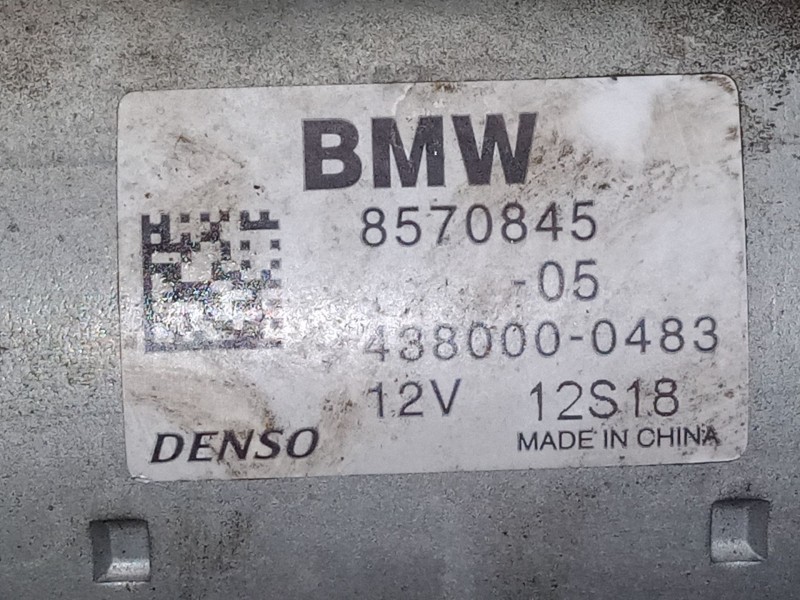 BMW
8570845
-05
438000-0483
12V 12S18
DENSO MADE IN CHINA